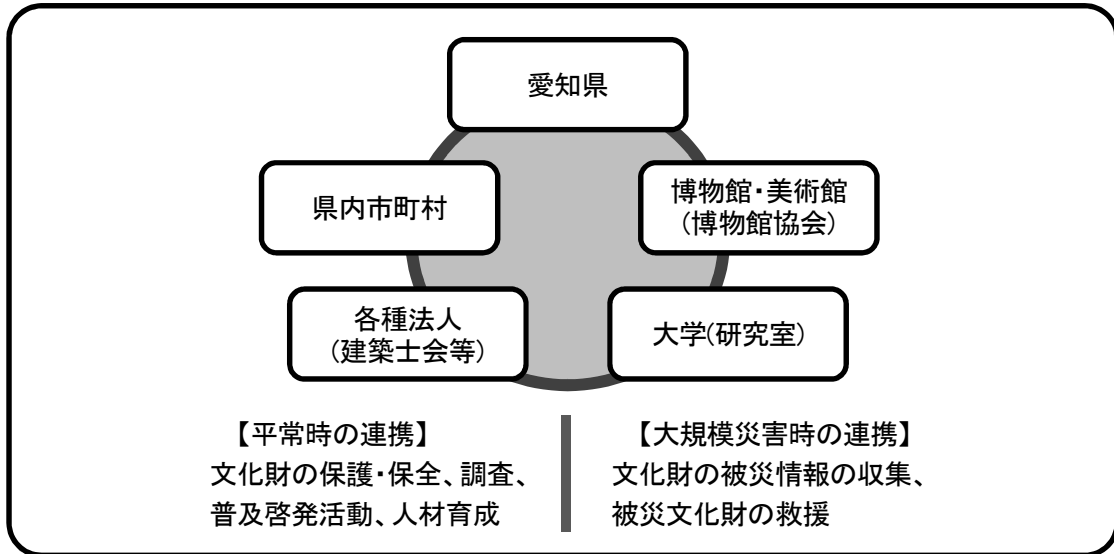 愛知県
県内市町村
博物館・美術館
(博物館協会)
各種法人
(建築士会等)
大学(研究室)
【平常時の連携】
文化財の保護・保全、調査、
普及啓発活動、人材育成
【大規模災害時の連携】
文化財の被災情報の収集、
被災文化財の救援